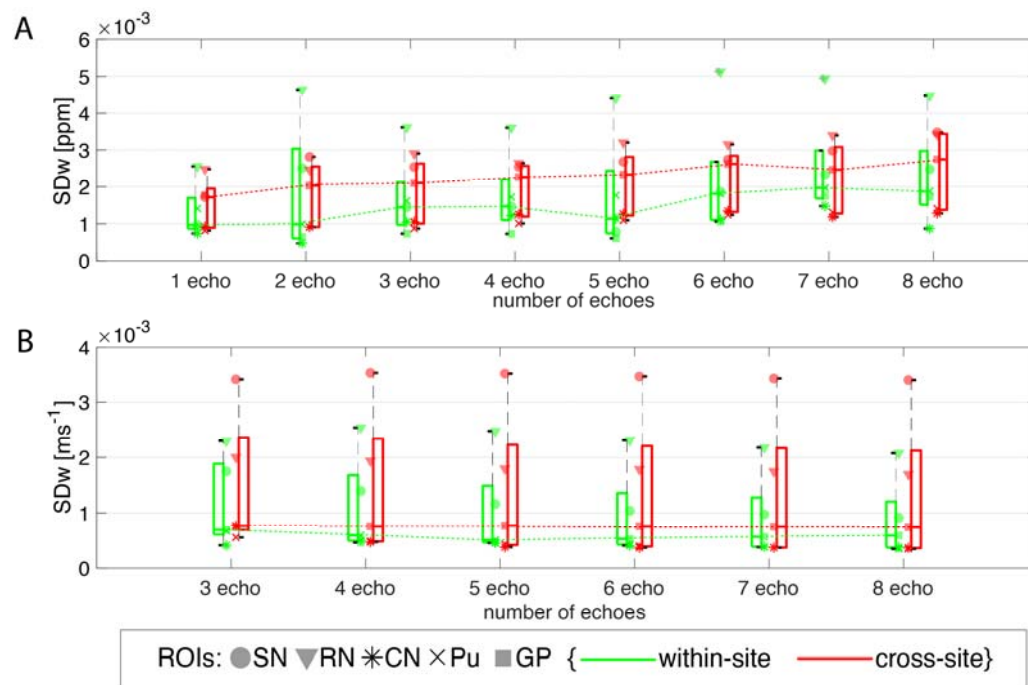 A
×10⁻³
SDw [ppm]
6
5
4
3
2
1
0
1 echo 2 echo 3 echo 4 echo 5 echo 6 echo 7 echo 8 echo
number of echoes
B
×10⁻³
SDw [ms⁻¹]
4
3
2
1
0
3 echo 4 echo 5 echo 6 echo 7 echo 8 echo
number of echoes
ROIs: SN RN CN Pu GP { within-site cross-site}